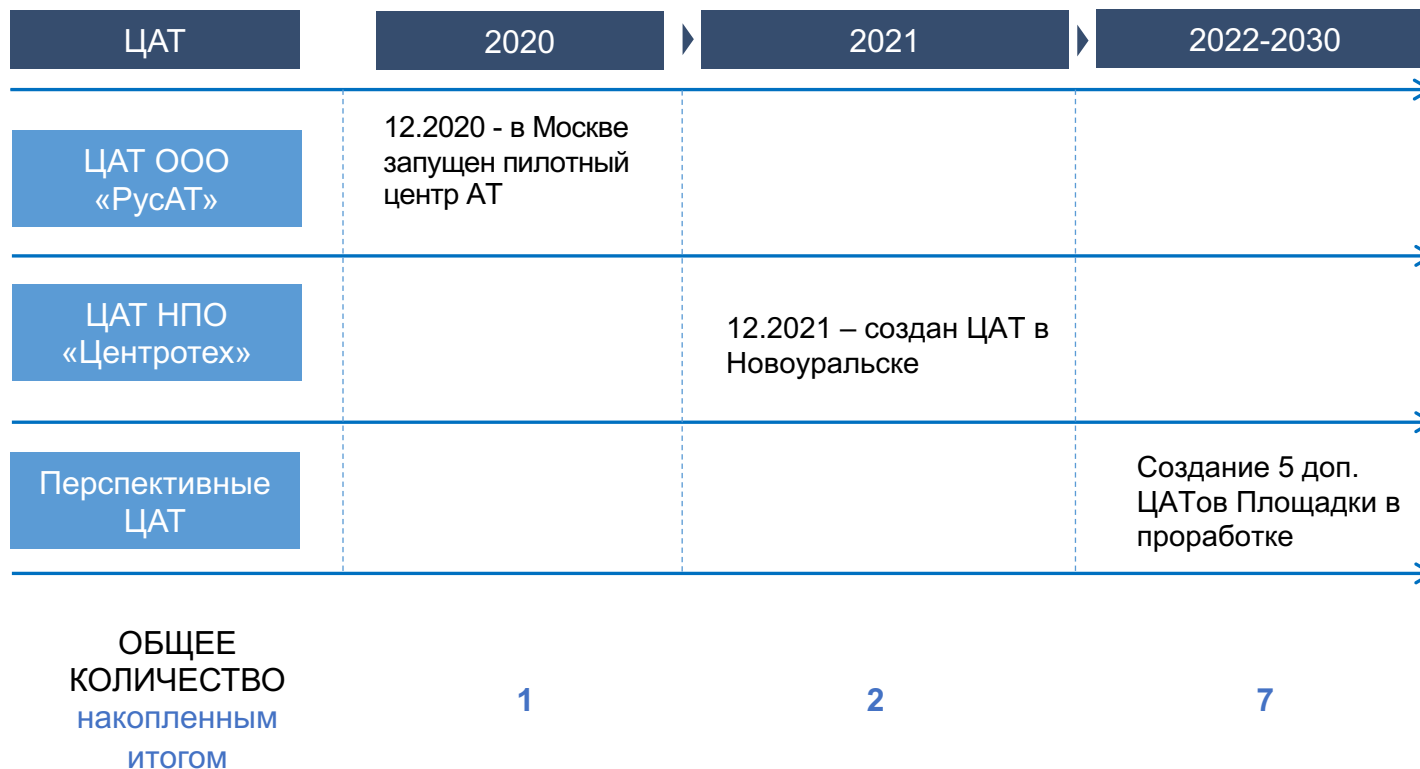 ЦАТ
2020
2021
2022-2030
ЦАТ ООО
«РусАТ»
12.2020 - в Москве
запущен пилотный
центр АТ
ЦАТ НПО
«Центротех»
12.2021 – создан ЦАТ в
Новоуральске
Перспективные
ЦАТ
Создание 5 доп.
ЦАТов Площадки в
проработке
ОБЩЕЕ
КОЛИЧЕСТВО
накопленным
итогом
1
2
7